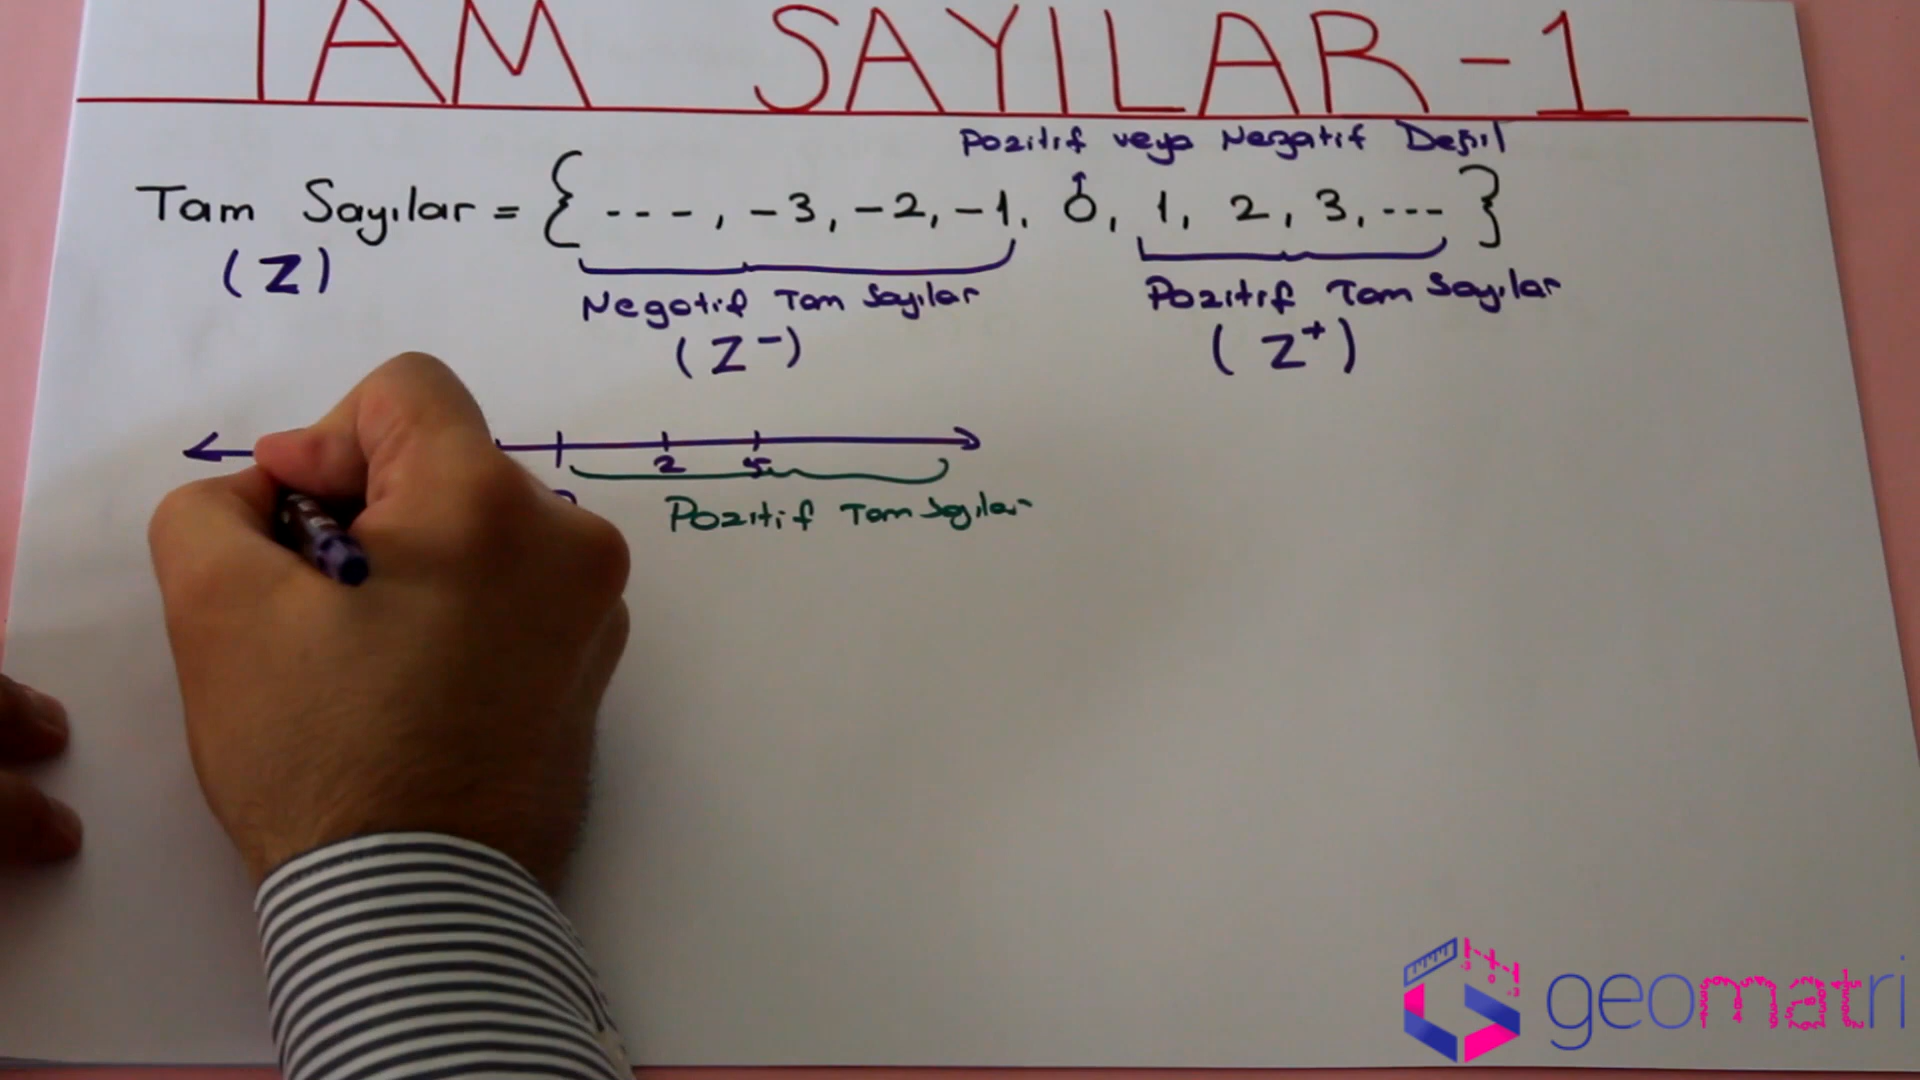 TAM SAYILAR - 1
Pozitif veya Negatif Değil
Tam Sayılar = { ---, -3, -2, -1, 0, 1, 2, 3, --- }
(Z)
Negatif Tam Sayılar
Pozitif Tam Sayılar
(Z⁻)
(Z⁺)
2 5
Pozitif Tam Sayılar
geomatri